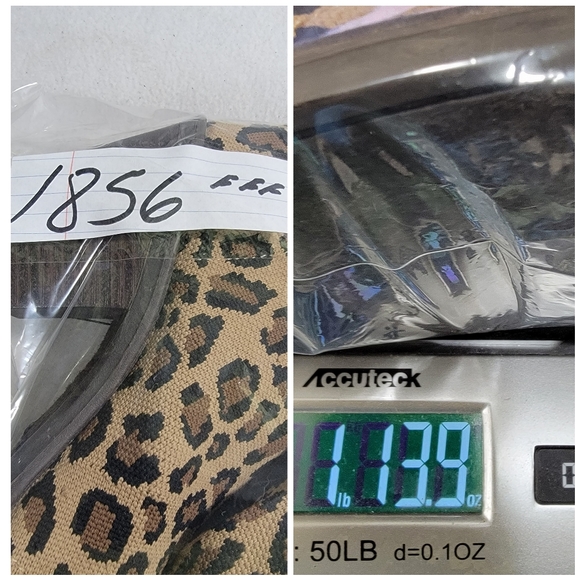 1856 FFF
Accuteck
1 lb 13.9 oz
: 50LB d=0.1OZ